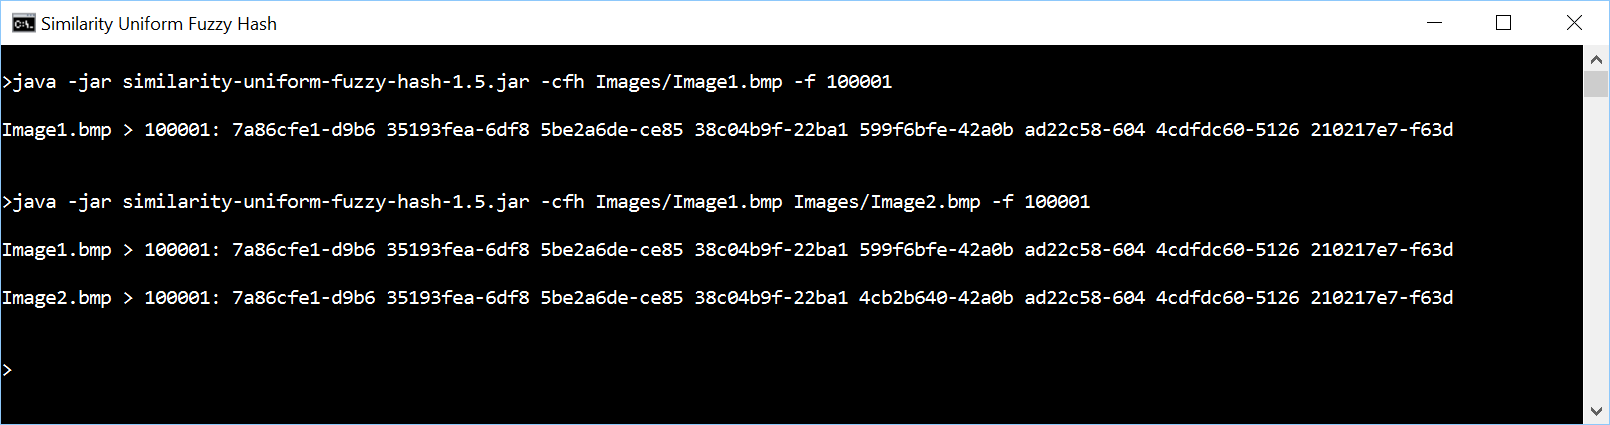 Similarity Uniform Fuzzy Hash
>java -jar similarity-uniform-fuzzy-hash-1.5.jar -cfh Images/Image1.bmp -f 100001
Image1.bmp > 100001: 7a86cfe1-d9b6 35193fea-6df8 5be2a6de-ce85 38c04b9f-22ba1 599f6bfe-42a0b ad22c58-604 4cdfdc60-5126 210217e7-f63d
>java -jar similarity-uniform-fuzzy-hash-1.5.jar -cfh Images/Image1.bmp Images/Image2.bmp -f 100001
Image1.bmp > 100001: 7a86cfe1-d9b6 35193fea-6df8 5be2a6de-ce85 38c04b9f-22ba1 599f6bfe-42a0b ad22c58-604 4cdfdc60-5126 210217e7-f63d
Image2.bmp > 100001: 7a86cfe1-d9b6 35193fea-6df8 5be2a6de-ce85 38c04b9f-22ba1 4cb2b640-42a0b ad22c58-604 4cdfdc60-5126 210217e7-f63d
>